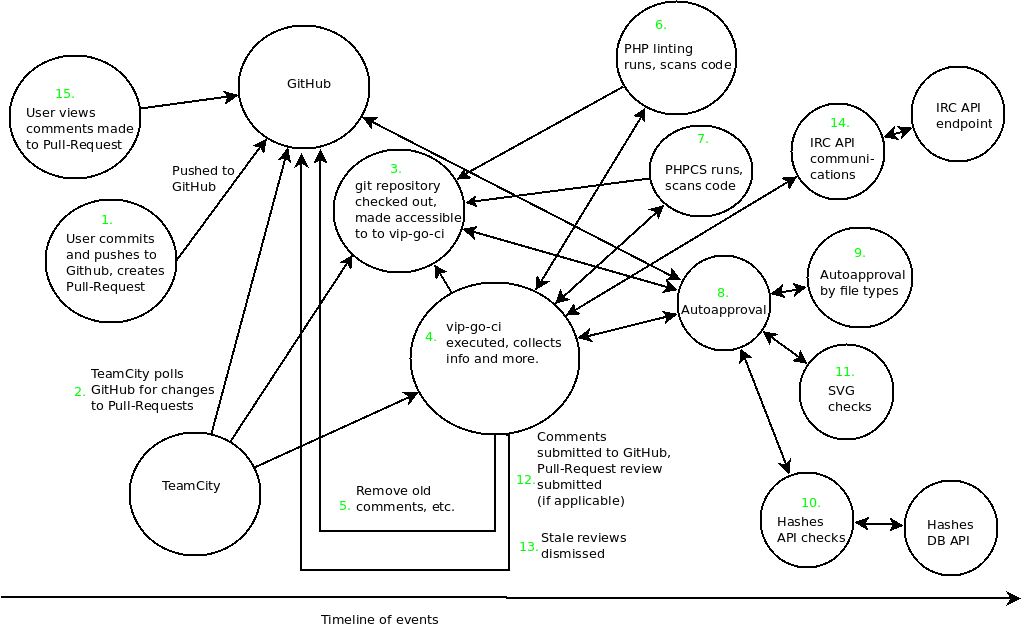 15.
User views
comments made
to Pull-Request
GitHub
Pushed to
GitHub
1.
User commits
and pushes to
Github, creates
Pull-Request
2.
TeamCity polls
GitHub for changes
to Pull-Requests
TeamCity
3.
git repository
checked out,
made accessible
to to vip-go-ci
4.
vip-go-ci
executed, collects
info and more.
5.
Remove old
comments, etc.
6.
PHP linting
runs, scans code
7.
PHPCS runs,
scans code
8.
Autoapproval
9.
Autoapproval
by file types
10.
Hashes
API checks
Hashes
DB API
11.
SVG
checks
12.
Comments
submitted to GitHub,
Pull-Request review
submitted
(if applicable)
13.
Stale reviews
dismissed
14.
IRC API
communi-
cations
IRC API
endpoint
Timeline of events